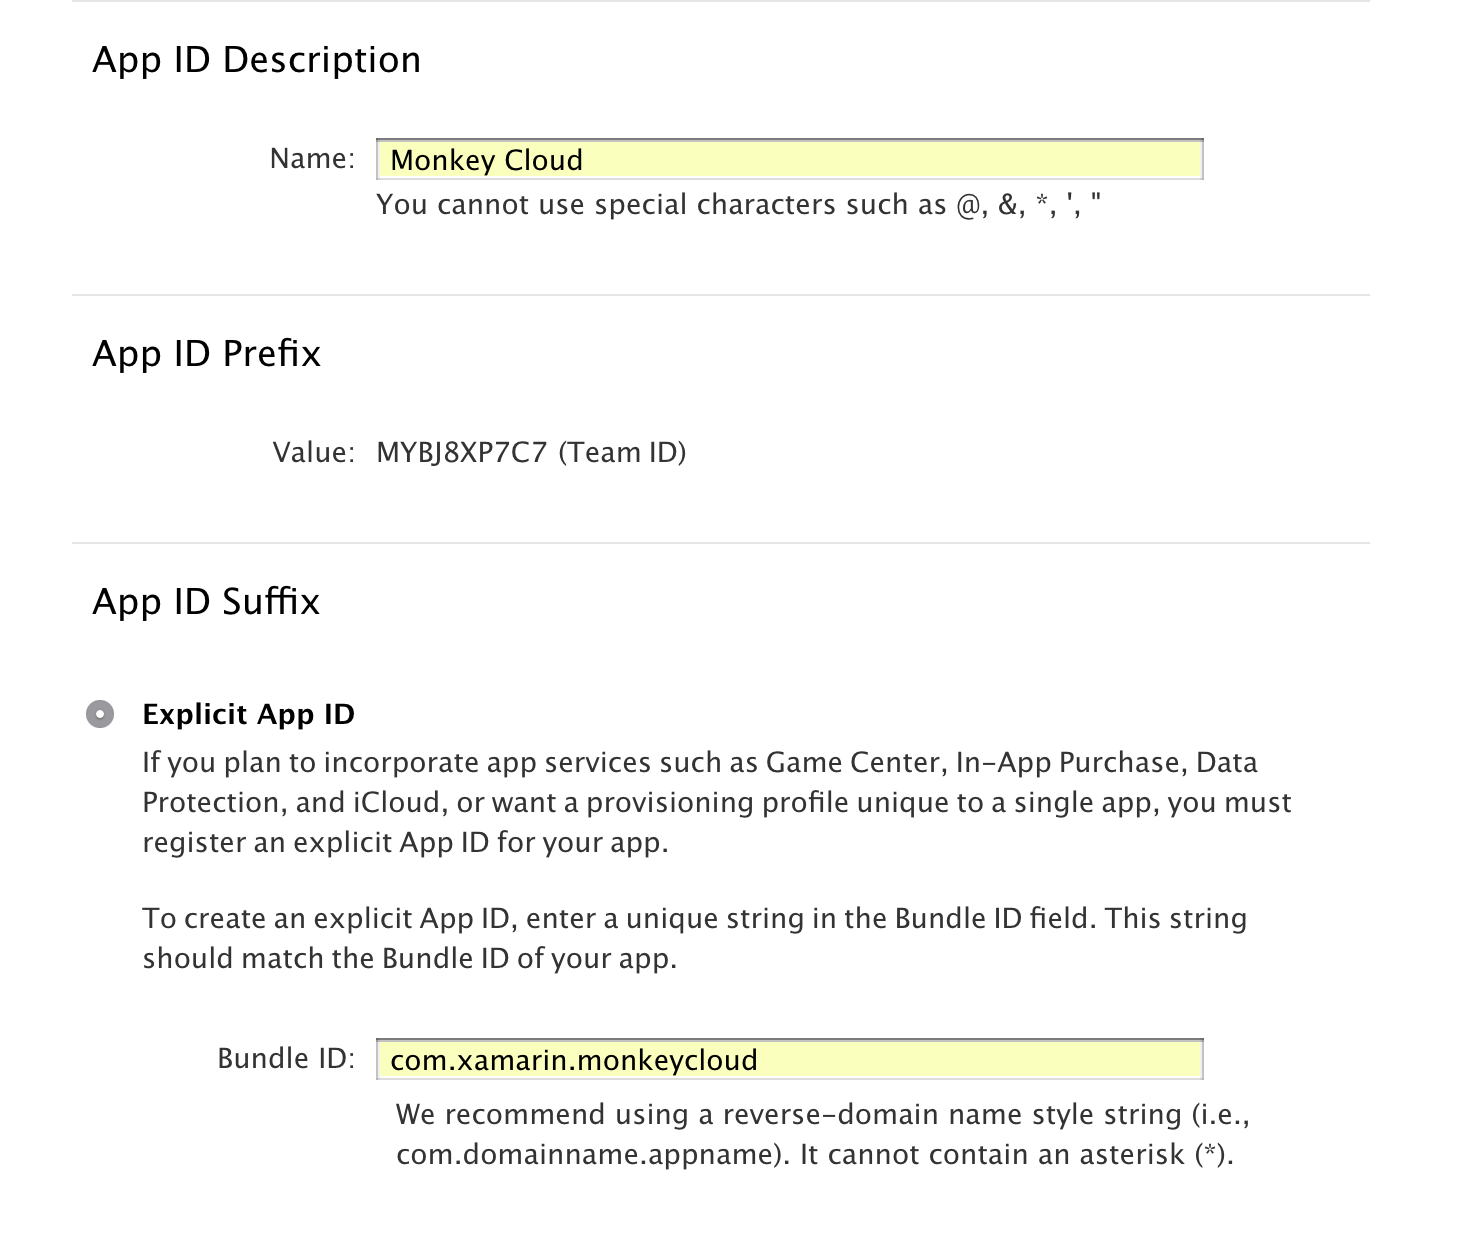 App ID Description
Name: Monkey Cloud
You cannot use special characters such as @, &, *, ', "
App ID Prefix
Value: MYBJ8XP7C7 (Team ID)
App ID Suffix
Explicit App ID
If you plan to incorporate app services such as Game Center, In-App Purchase, Data
Protection, and iCloud, or want a provisioning profile unique to a single app, you must
register an explicit App ID for your app.
To create an explicit App ID, enter a unique string in the Bundle ID field. This string
should match the Bundle ID of your app.
Bundle ID: com.xamarin.monkeycloud
We recommend using a reverse-domain name style string (i.e.,
com.domainname.appname). It cannot contain an asterisk (*).